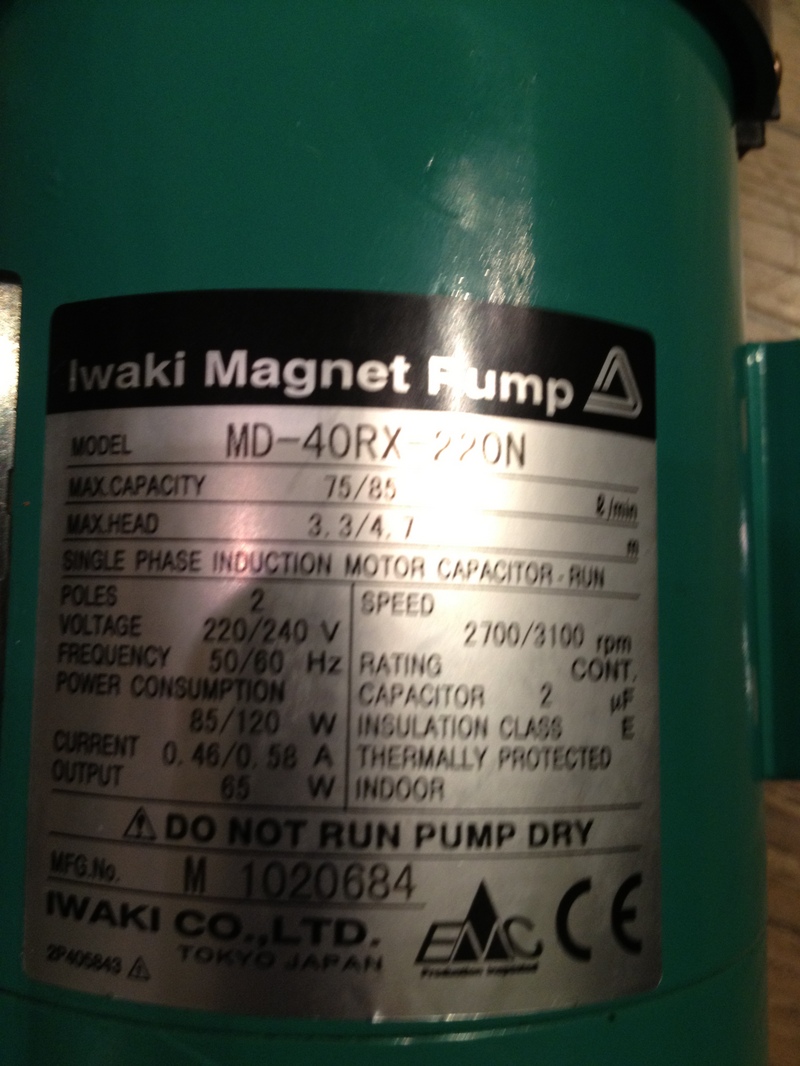 Iwaki Magnet Pump
MODEL MD-40RX-220N
MAX.CAPACITY 75/85 ℓ/min
MAX.HEAD 3.3/4.7 m
SINGLE PHASE INDUCTION MOTOR CAPACITOR-RUN
POLES 2
VOLTAGE 220/240 V
FREQUENCY 50/60 Hz
POWER CONSUMPTION
85/120 W
CURRENT 0.46/0.58 A
OUTPUT 65 W
SPEED
2700/3100 rpm
RATING CONT.
CAPACITOR 2 μF
INSULATION CLASS E
THERMALLY PROTECTED
INDOOR
⚠ DO NOT RUN PUMP DRY
MFG.No. M 1020684
IWAKI CO.,LTD.
TOKYO JAPAN
2P405843 ⚠
EMC
CE